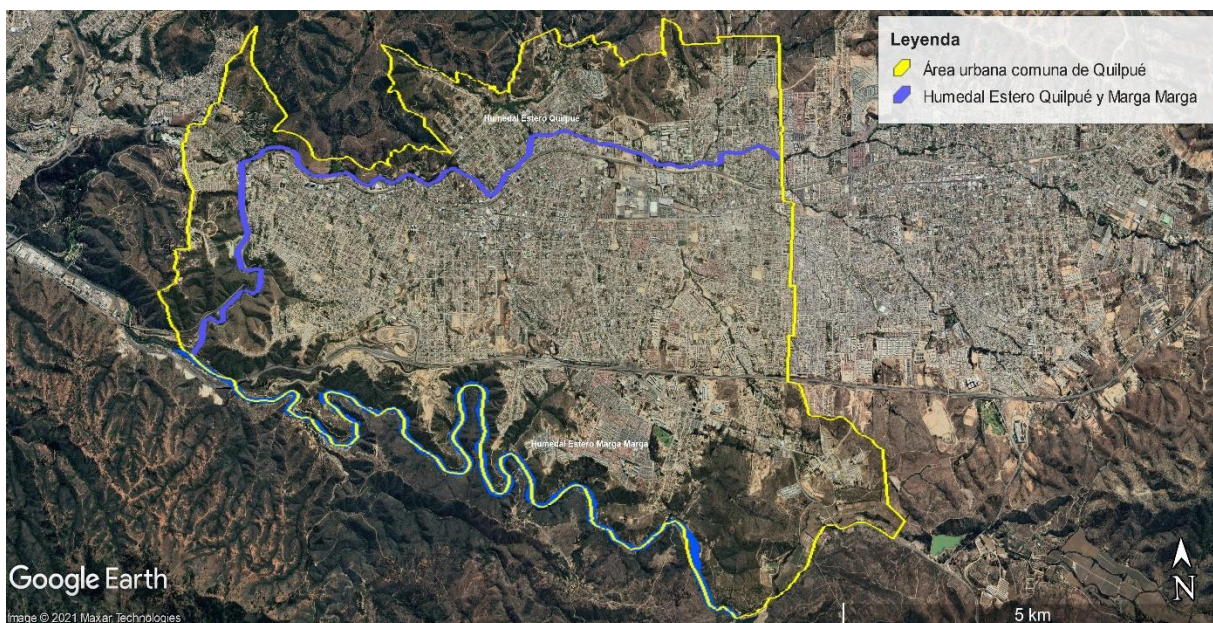 Leyenda
Área urbana comuna de Quilpué
Humedal Estero Quilpué y Marga Marga
Humedal Estero Quilpué
Humedal Estero Marga Marga
Google Earth
Image © 2021 Maxar Technologies
5 km
N